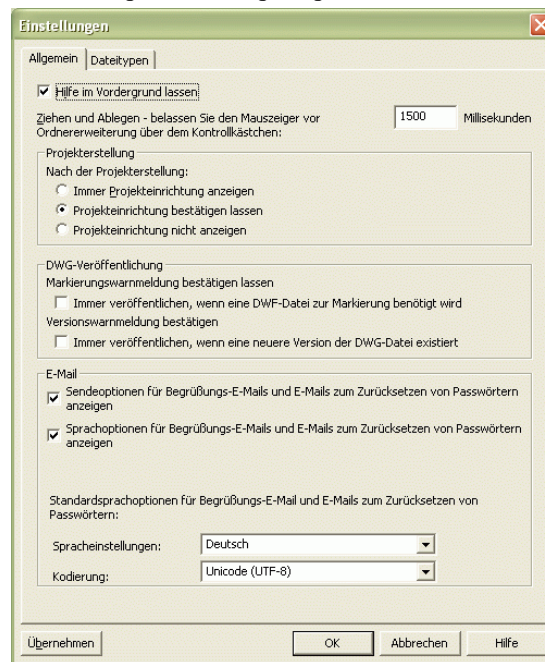 Einstellungen
Allgemein
Dateitypen
Hilfe im Vordergrund lassen
Ziehen und Ablegen - belassen Sie den Mauszeiger vor
Ordnererweiterung über dem Kontrollkästchen:
1500
Millisekunden
Projekterstellung
Nach der Projekterstellung:
Immer Projekteinrichtung anzeigen
Projekteinrichtung bestätigen lassen
Projekteinrichtung nicht anzeigen
DWG-Veröffentlichung
Markierungswarnmeldung bestätigen lassen
Immer veröffentlichen, wenn eine DWF-Datei zur Markierung benötigt wird
Versionswarnmeldung bestätigen
Immer veröffentlichen, wenn eine neuere Version der DWG-Datei existiert
E-Mail
Sendeoptionen für Begrüßungs-E-Mails und E-Mails zum Zurücksetzen von Passwörtern
anzeigen
Sprachoptionen für Begrüßungs-E-Mails und E-Mails zum Zurücksetzen von Passwörtern
anzeigen
Standardsprachoptionen für Begrüßungs-E-Mail und E-Mails zum Zurücksetzen von
Passwörtern:
Spracheinstellungen:
Deutsch
Kodierung:
Unicode (UTF-8)
Übernehmen
OK
Abbrechen
Hilfe